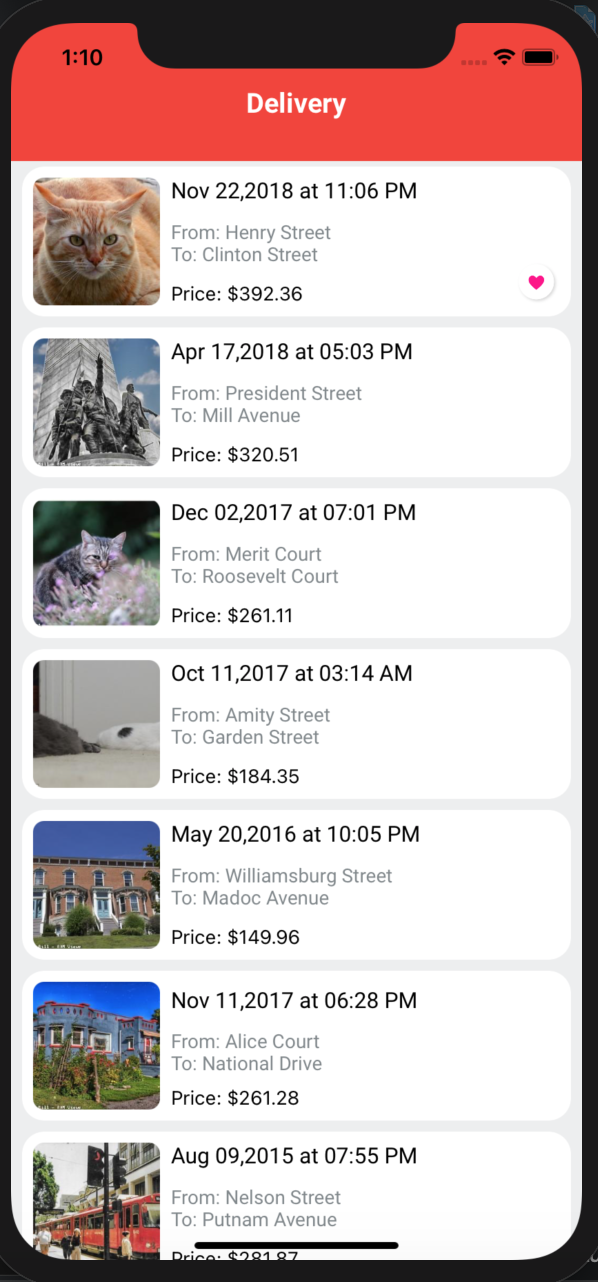 1:10
Delivery
Nov 22,2018 at 11:06 PM
From: Henry Street
To: Clinton Street
Price: $392.36
Apr 17,2018 at 05:03 PM
From: President Street
To: Mill Avenue
Price: $320.51
Dec 02,2017 at 07:01 PM
From: Merit Court
To: Roosevelt Court
Price: $261.11
Oct 11,2017 at 03:14 AM
From: Amity Street
To: Garden Street
Price: $184.35
May 20,2016 at 10:05 PM
From: Williamsburg Street
To: Madoc Avenue
Price: $149.96
Nov 11,2017 at 06:28 PM
From: Alice Court
To: National Drive
Price: $261.28
Aug 09,2015 at 07:55 PM
From: Nelson Street
To: Putnam Avenue
Price: $281.87